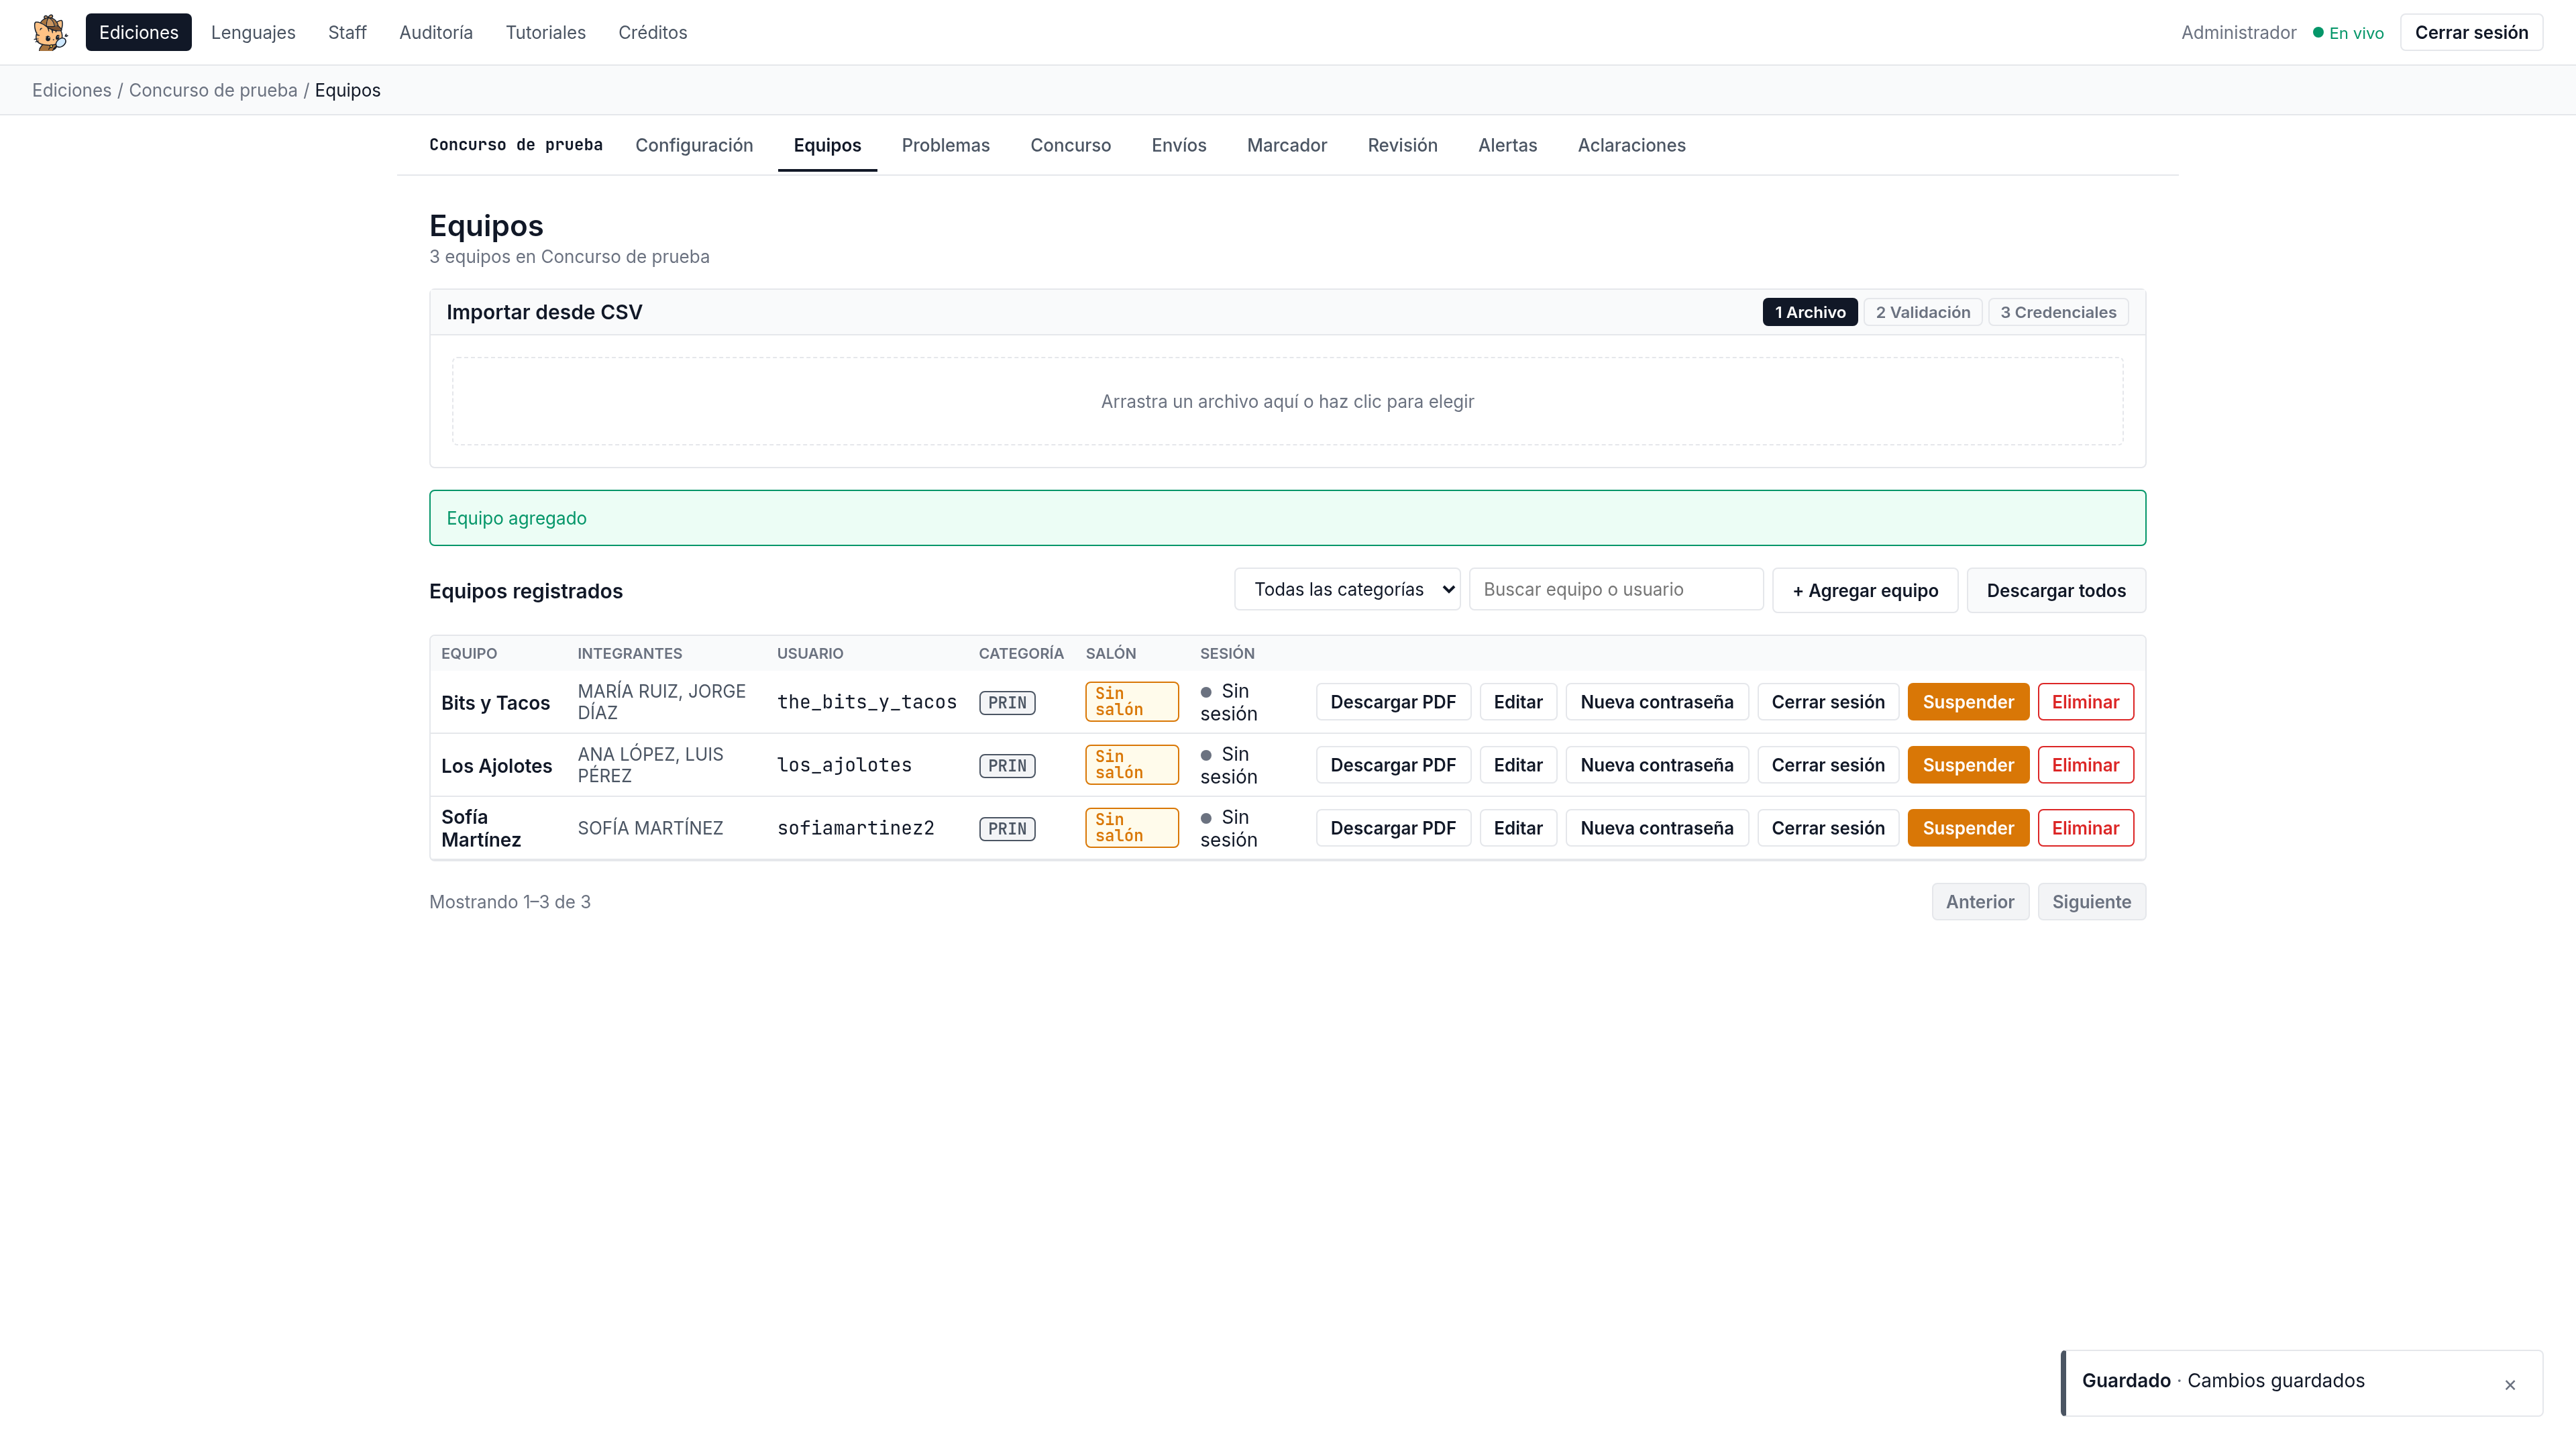 Ediciones Lenguajes Staff Auditoría Tutoriales Créditos Administrador En vivo Cerrar sesión
Ediciones / Concurso de prueba / Equipos
Concurso de prueba Configuración Equipos Problemas Concurso Envíos Marcador Revisión Alertas Aclaraciones
Equipos
3 equipos en Concurso de prueba
Importar desde CSV 1 Archivo 2 Validación 3 Credenciales
Arrastra un archivo aquí o haz clic para elegir
Equipo agregado
Equipos registrados Todas las categorías Buscar equipo o usuario + Agregar equipo Descargar todos
EQUIPO INTEGRANTES USUARIO CATEGORÍA SALÓN SESIÓN
Bits y Tacos MARÍA RUIZ, JORGE DÍAZ the_bits_y_tacos PRIN Sin salón Sin sesión Descargar PDF Editar Nueva contraseña Cerrar sesión Suspender Eliminar
Los Ajolotes ANA LÓPEZ, LUIS PÉREZ los_ajolotes PRIN Sin salón Sin sesión Descargar PDF Editar Nueva contraseña Cerrar sesión Suspender Eliminar
Sofía Martínez SOFÍA MARTÍNEZ sofiamartinez2 PRIN Sin salón Sin sesión Descargar PDF Editar Nueva contraseña Cerrar sesión Suspender Eliminar
Mostrando 1–3 de 3 Anterior Siguiente
Guardado · Cambios guardados ×